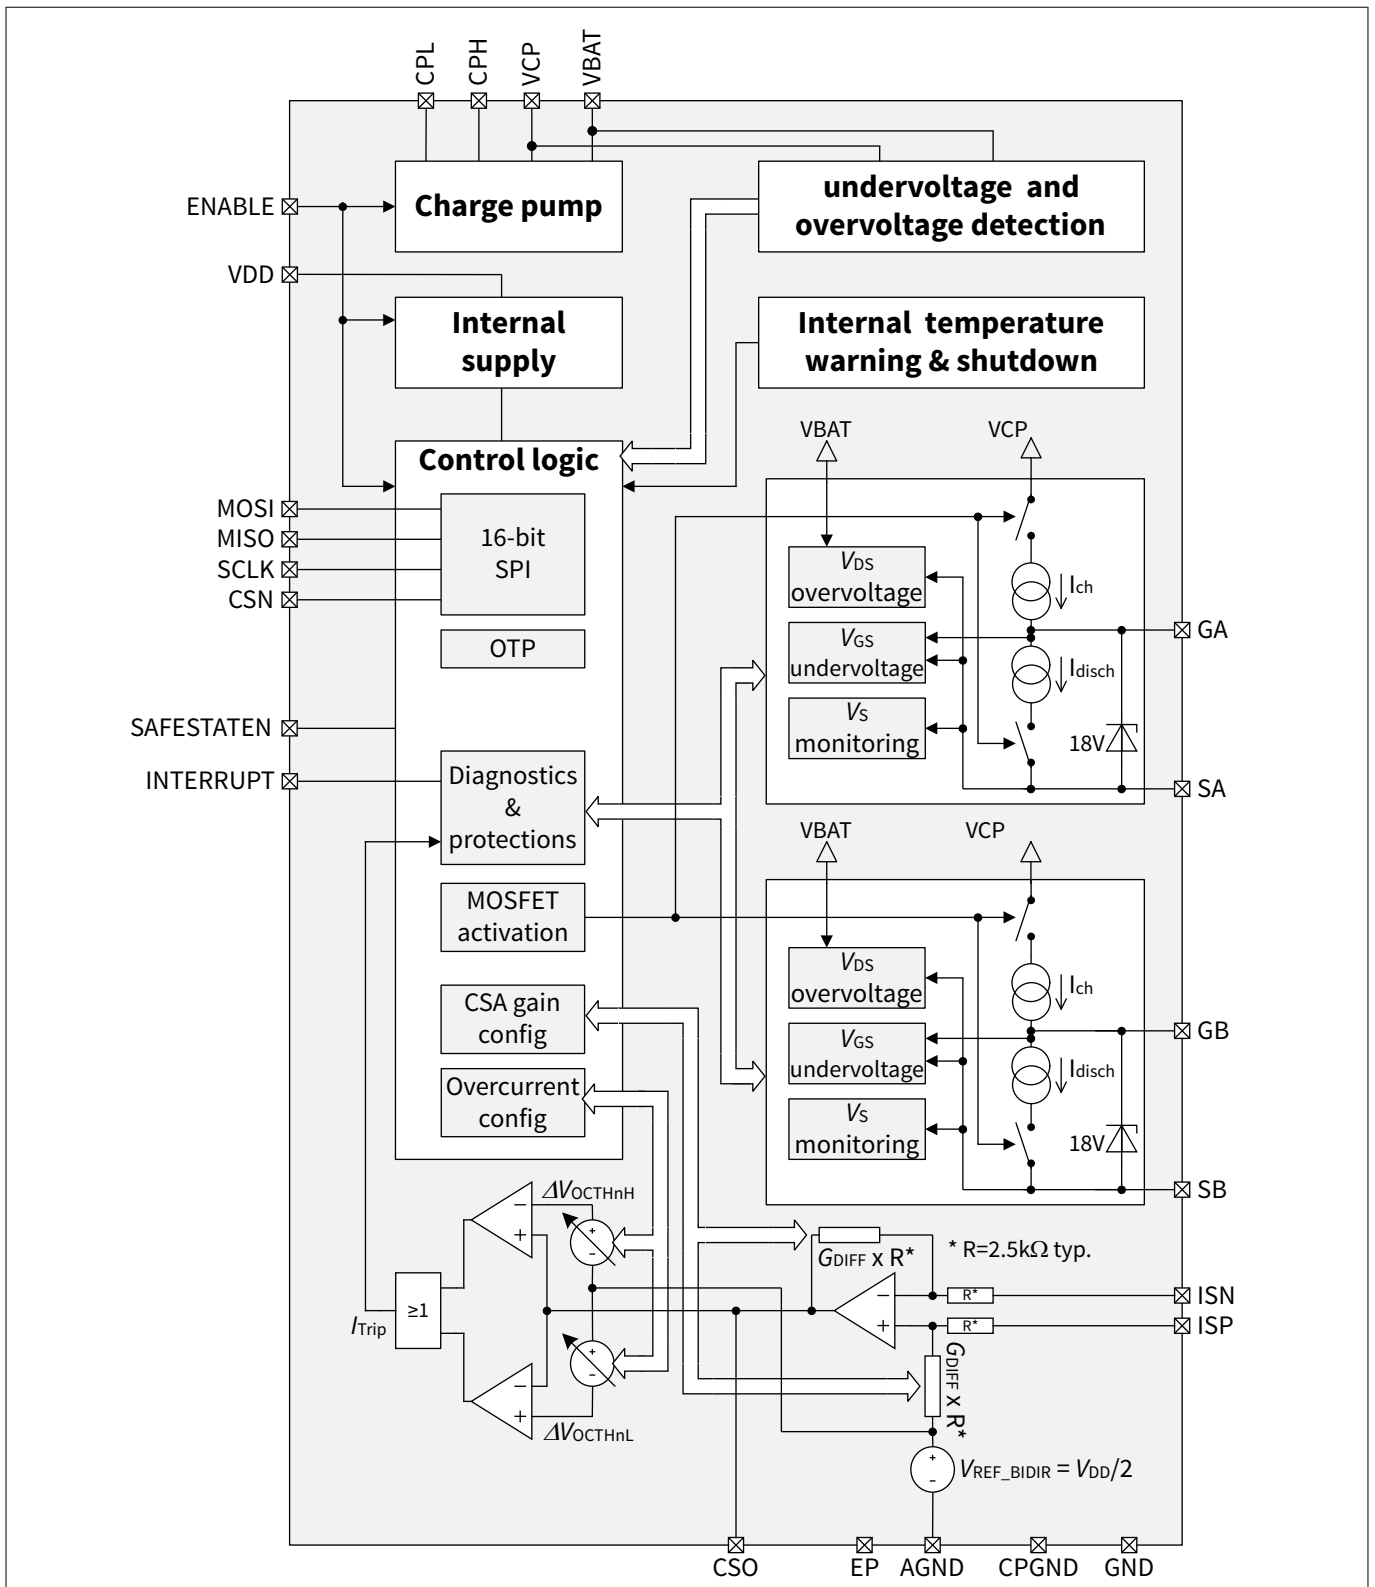 CPL
CPH
VCP
VBAT
ENABLE
Charge pump
undervoltage and
overvoltage detection
VDD
Internal
supply
Internal temperature
warning & shutdown
Control logic
VBAT
VCP
MOSI
MISO
SCLK
CSN
16-bit
SPI
OTP
VDS
overvoltage
Ich
VGS
undervoltage
Idisch
GA
VS
monitoring
18V
SA
SAFESTATEN
INTERRUPT
Diagnostics
&
protections
MOSFET
activation
CSA gain
config
Overcurrent
config
VBAT
VCP
VDS
overvoltage
Ich
VGS
undervoltage
Idisch
GB
VS
monitoring
18V
SB
ΔVOCTHnH
−
+
+
-
≥1
ITrip
+
-
−
+
ΔVOCTHnL
GDIFF x R*
* R=2.5kΩ typ.
−
+
R*
R*
ISN
ISP
GDIFF x R*
+
-
VREF_BIDIR = VDD/2
CSO
EP
AGND
CPGND
GND